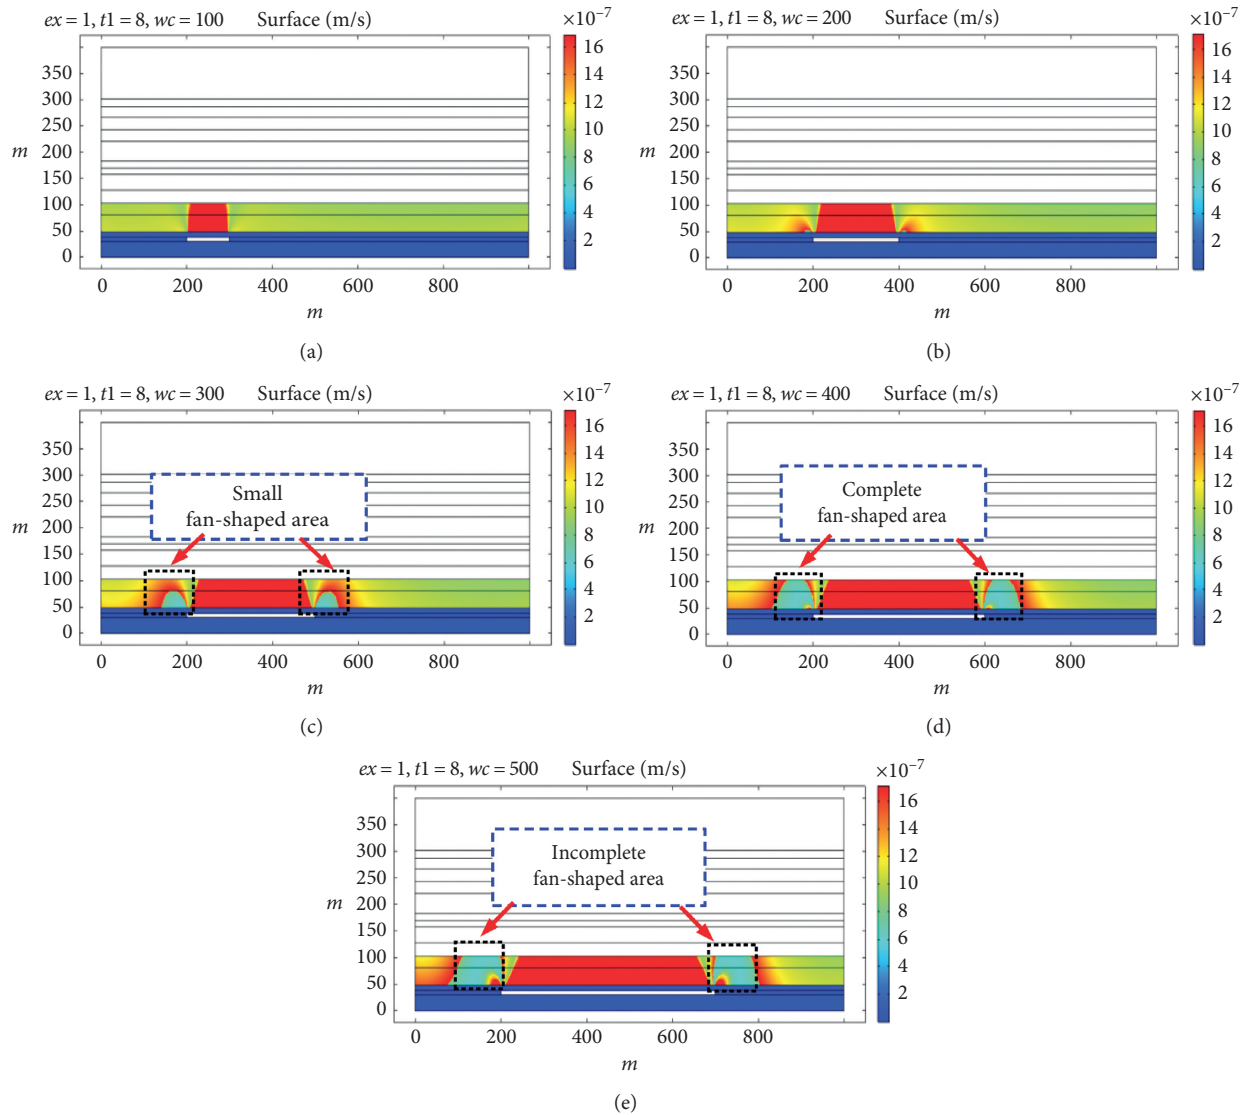 ex = 1, t1 = 8, wc = 100 Surface (m/s) ×10⁻⁷
350
300
250
200
150
100
50
0
m
0 200 400 600 800
m
16
14
12
10
8
6
4
2
(a)
ex = 1, t1 = 8, wc = 200 Surface (m/s) ×10⁻⁷
350
300
250
200
150
100
50
0
m
0 200 400 600 800
m
16
14
12
10
8
6
4
2
(b)
ex = 1, t1 = 8, wc = 300 Surface (m/s) ×10⁻⁷
350
300
250
200
150
100
50
0
m
Small
fan-shaped area
0 200 400 600 800
m
16
14
12
10
8
6
4
2
(c)
ex = 1, t1 = 8, wc = 400 Surface (m/s) ×10⁻⁷
350
300
250
200
150
100
50
0
m
Complete
fan-shaped area
0 200 400 600 800
m
16
14
12
10
8
6
4
2
(d)
ex = 1, t1 = 8, wc = 500 Surface (m/s) ×10⁻⁷
350
300
250
200
150
100
50
0
m
Incomplete
fan-shaped area
0 200 400 600 800
m
16
14
12
10
8
6
4
2
(e)